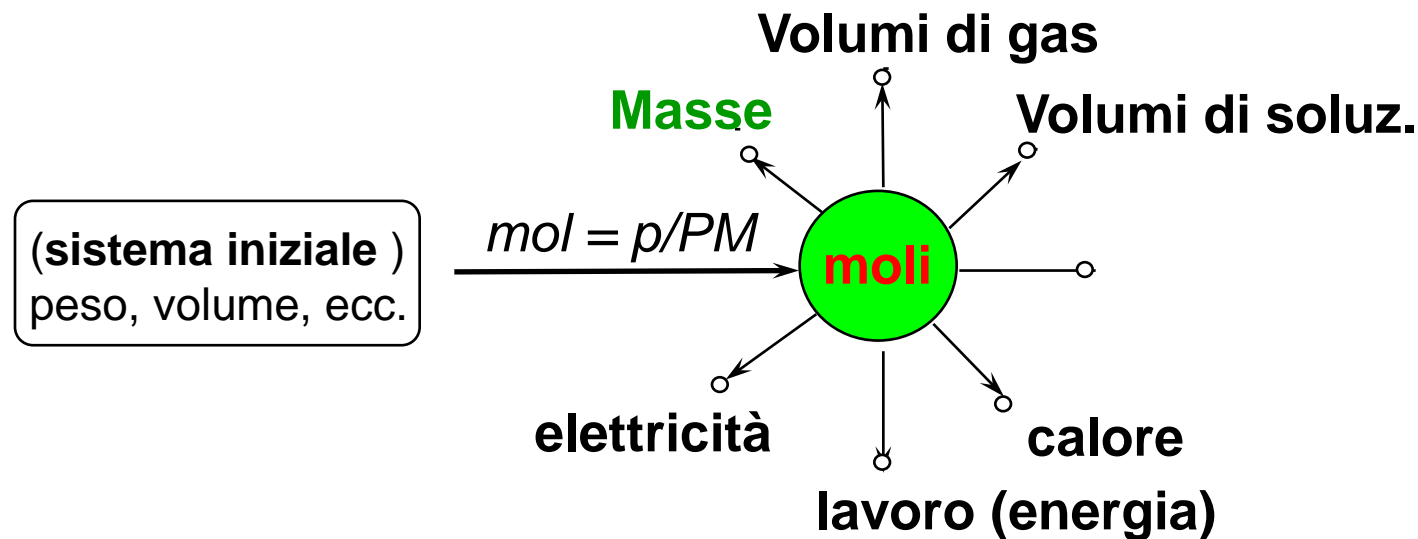 Volumi di gas
Masse
Volumi di soluz.
(sistema iniziale )
peso, volume, ecc.
mol = p/PM
moli
elettricità
calore
lavoro (energia)